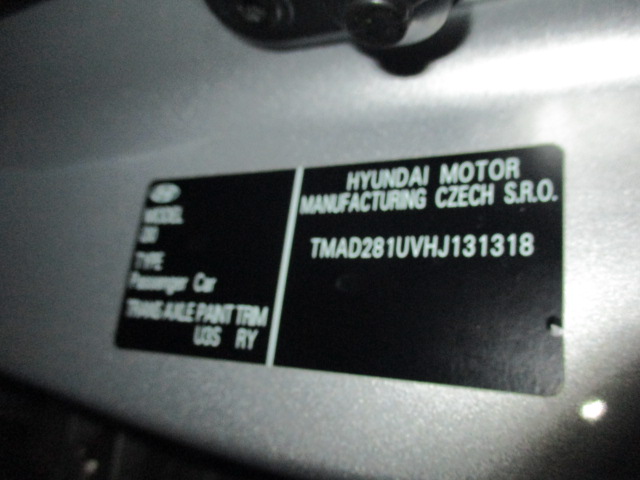 MODEL
TYPE
Passenger Car
TRANS AXLE PAINT TRIM
U3S RY
HYUNDAI MOTOR
MANUFACTURING CZECH S.R.O.
TMAD281UVHJ131318